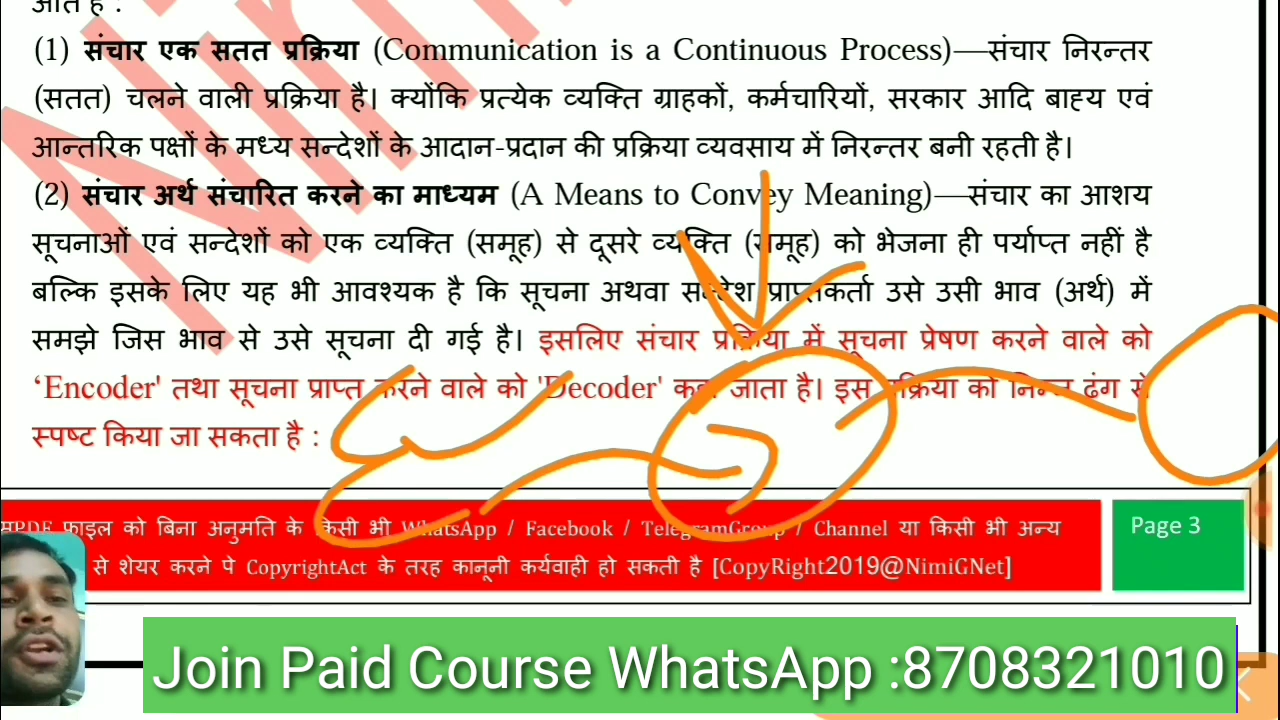 (1) संचार एक सतत प्रक्रिया (Communication is a Continuous Process)—संचार निरन्तर
(सतत) चलने वाली प्रक्रिया है। क्योंकि प्रत्येक व्यक्ति ग्राहकों, कर्मचारियों, सरकार आदि बाह्य एवं
आन्तरिक पक्षों के मध्य सन्देशों के आदान-प्रदान की प्रक्रिया व्यवसाय में निरन्तर बनी रहती है।
(2) संचार अर्थ संचारित करने का माध्यम (A Means to Convey Meaning)—संचार का आशय
सूचनाओं एवं सन्देशों को एक व्यक्ति (समूह) से दूसरे व्यक्ति (समूह) को भेजना ही पर्याप्त नहीं है
बल्कि इसके लिए यह भी आवश्यक है कि सूचना अथवा सन्देश प्राप्तकर्ता उसे उसी भाव (अर्थ) में
समझे जिस भाव से उसे सूचना दी गई है। इसलिए संचार प्रक्रिया में सूचना प्रेषण करने वाले को
‘Encoder' तथा सूचना प्राप्त करने वाले को 'Decoder' कहा जाता है। इस प्रक्रिया को निम्न ढंग से
स्पष्ट किया जा सकता है :
फ़ाइल को बिना अनुमति के किसी भी WhatsApp / Facebook / TelegramGroup / Channel या किसी भी अन्य
से शेयर करने पे CopyrightAct के तरह कानूनी कर्यवाही हो सकती है [CopyRight2019@NimiGNet]
Page 3
Join Paid Course WhatsApp :8708321010